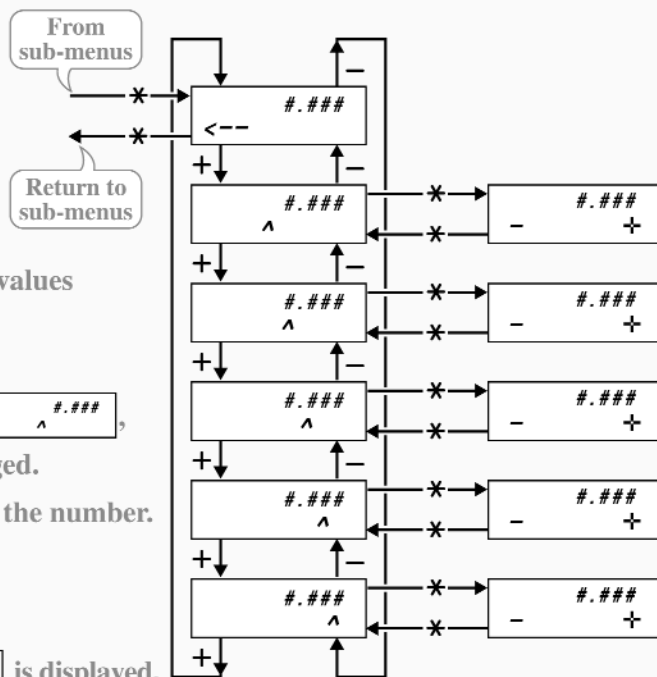 From
sub-menus
– 
* #.###
* <--
Return to
sub-menus
+ –
#.### * #.###
^ * – +
values
+ –
#.### * #.###
^ * – +
+ –
#.### * #.###
#.###
^ ,
^ * – +
ged.
+ –
the number.
#.### * #.###
^ * – +
+ –
#.### * #.###
^ * – +
+
is displayed.